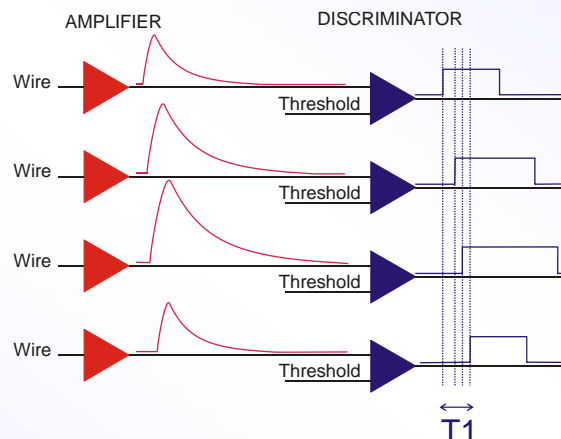 AMPLIFIER DISCRIMINATOR
Wire
Threshold
Wire
Threshold
Wire
Threshold
Wire
Threshold
T1